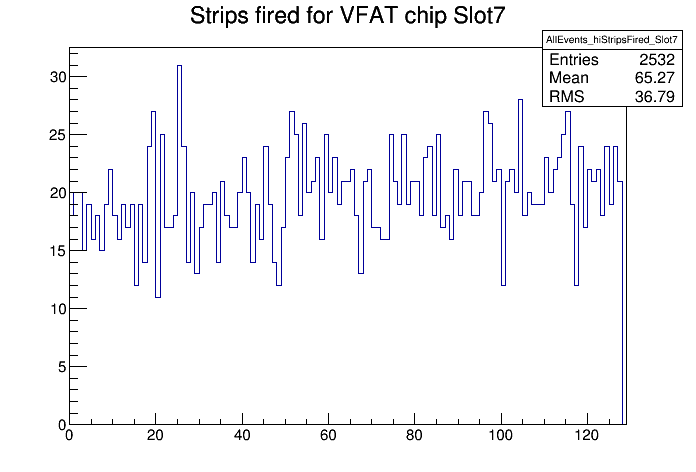 Strips fired for VFAT chip Slot7
AllEvents_hiStripsFired_Slot7
Entries 2532
Mean 65.27
RMS 36.79
30
25
20
15
10
5
0
0 20 40 60 80 100 120